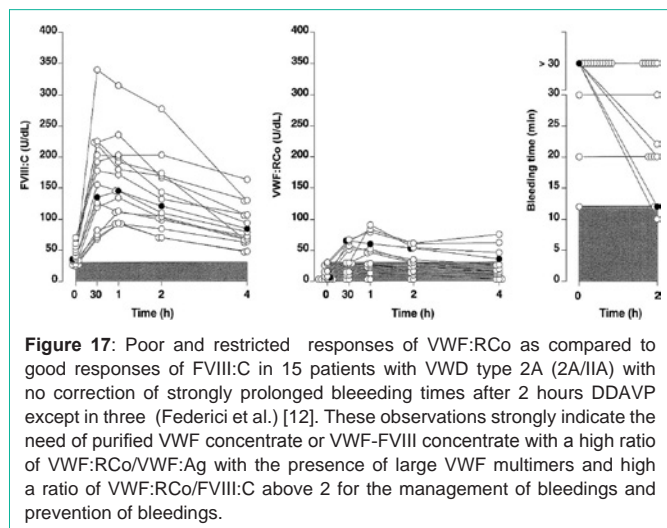 400
350
300
250
200
150
100
50
0
FVIII:C (U/dL)
0 30 1 2 4
Time (h)
400
350
300
250
200
150
100
50
0
VWF:RCo (U/dL)
0 30 1 2 4
Time (h)
> 30
30
25
20
15
10
5
0
Bleeding time (min)
0 2
Time (h)
Figure 17: Poor and restricted responses of VWF:RCo as compared to
good responses of FVIII:C in 15 patients with VWD type 2A (2A/IIA) with
no correction of strongly prolonged bleeeding times after 2 hours DDAVP
except in three (Federici et al.) [12]. These observations strongly indicate the
need of purified VWF concentrate or VWF-FVIII concentrate with a high ratio
of VWF:RCo/VWF:Ag with the presence of large VWF multimers and high
a ratio of VWF:RCo/FVIII:C above 2 for the management of bleedings and
prevention of bleedings.